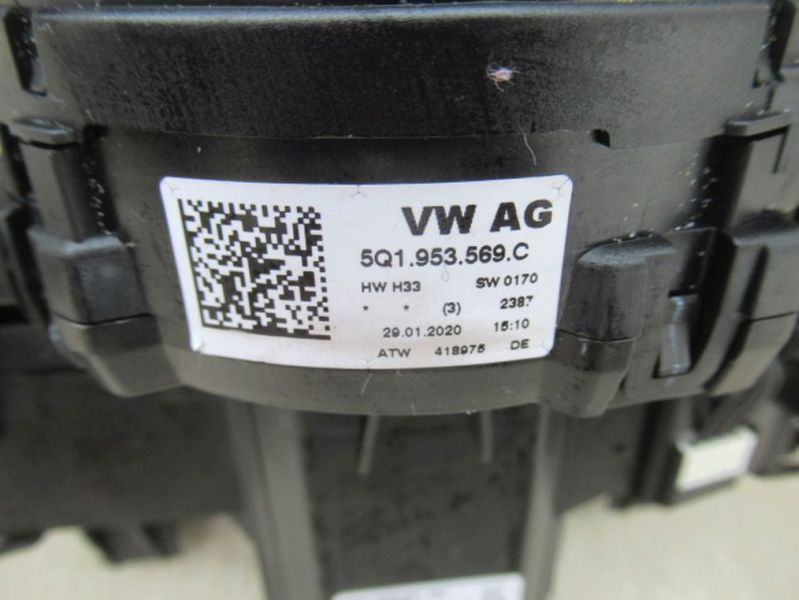 VW AG
5Q1.953.569.C
HW H33 SW 0170
* * (3) 2387
29.01.2020 15:10
ATW 418975 DE